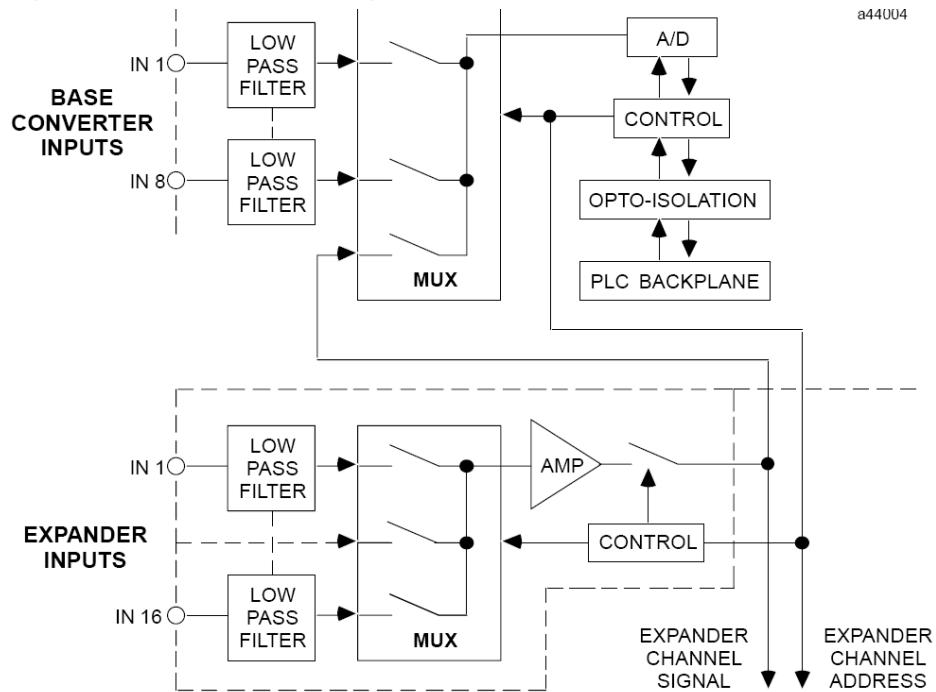 a44004
LOW
PASS
FILTER
IN 1
BASE
CONVERTER
INPUTS
LOW
PASS
FILTER
IN 8
MUX
A/D
CONTROL
OPTO-ISOLATION
PLC BACKPLANE
LOW
PASS
FILTER
IN 1
AMP
EXPANDER
INPUTS
CONTROL
LOW
PASS
FILTER
IN 16
MUX
EXPANDER
CHANNEL
SIGNAL
EXPANDER
CHANNEL
ADDRESS